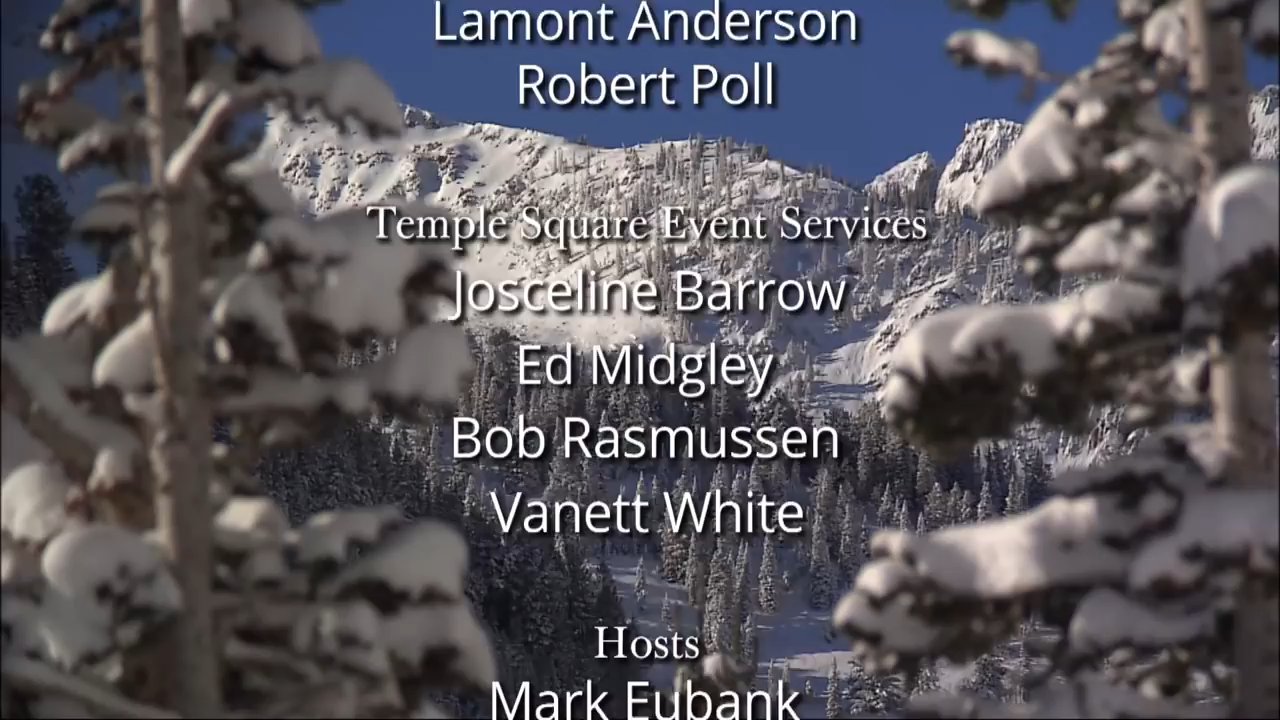 Lamont Anderson
Robert Poll
Temple Square Event Services
Josceline Barrow
Ed Midgley
Bob Rasmussen
Vanett White
Hosts
Mark Eubank